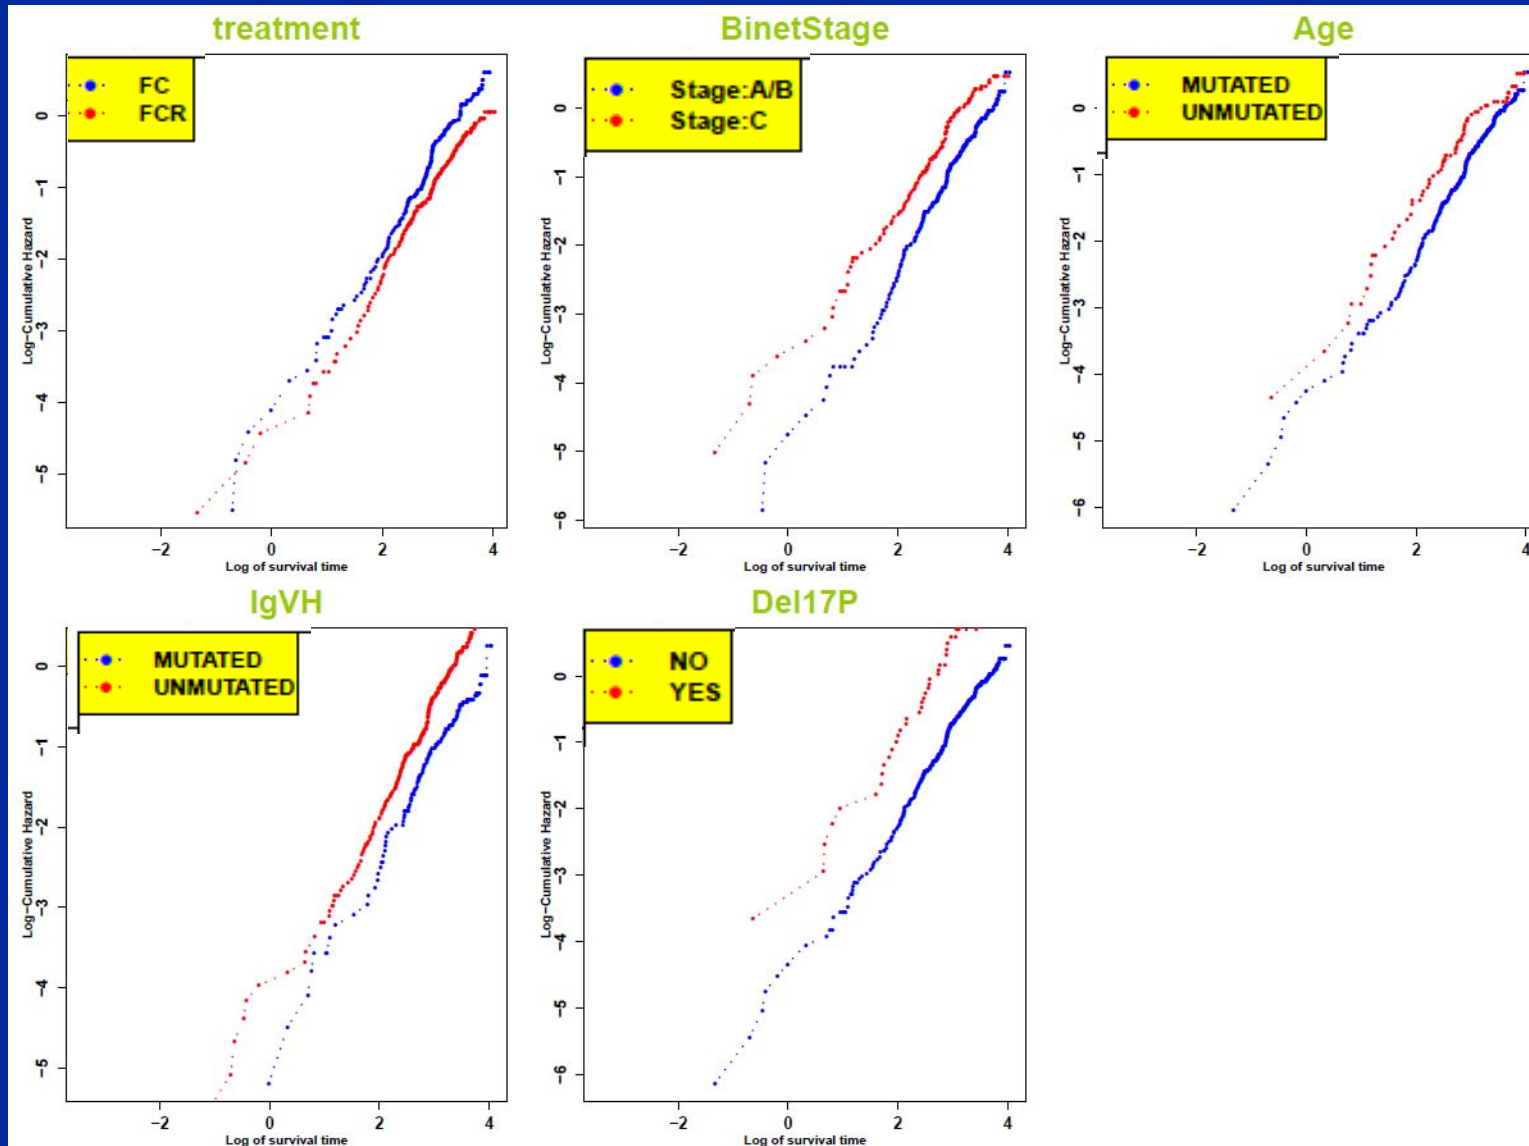 treatment
FC
FCR
Log-Cumulative Hazard
0
-1
-2
-3
-4
-5
-2 0 2 4
Log of survival time
BinetStage
Stage:A/B
Stage:C
Log-Cumulative Hazard
0
-1
-2
-3
-4
-5
-6
-2 0 2 4
Log of survival time
Age
MUTATED
UNMUTATED
Log-Cumulative Hazard
0
-1
-2
-3
-4
-5
-6
-2 0 2 4
Log of survival time
IgVH
MUTATED
UNMUTATED
Log-Cumulative Hazard
0
-1
-2
-3
-4
-5
-2 0 2 4
Log of survival time
Del17P
NO
YES
Log-Cumulative Hazard
0
-1
-2
-3
-4
-5
-6
-2 0 2 4
Log of survival time